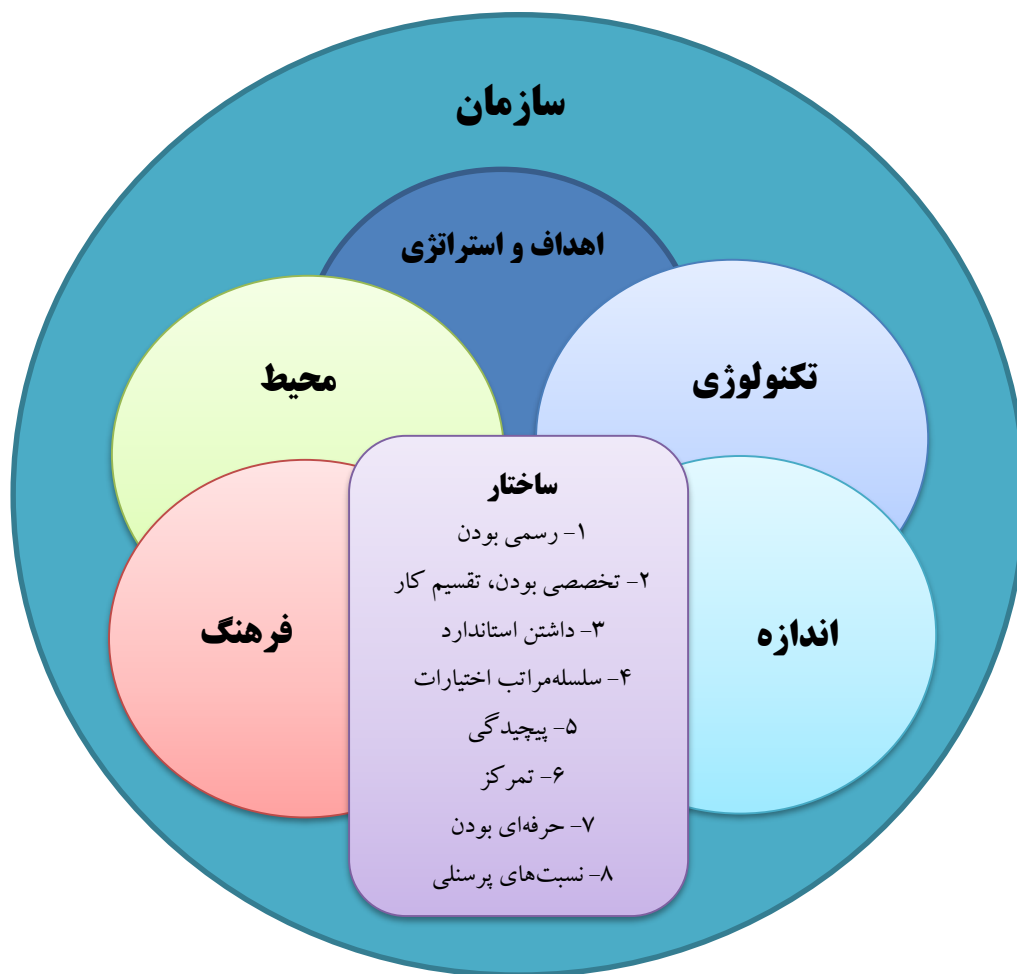 سازمان
اهداف و استراتژی
محیط
تکنولوژی
فرهنگ
اندازه
ساختار
۱- رسمی بودن
۲- تخصصی بودن، تقسیم کار
۳- داشتن استاندارد
۴- سلسله‌مراتب اختیارات
۵- پیچیدگی
۶- تمرکز
۷- حرفه‌ای بودن
۸- نسبت‌های پرسنلی